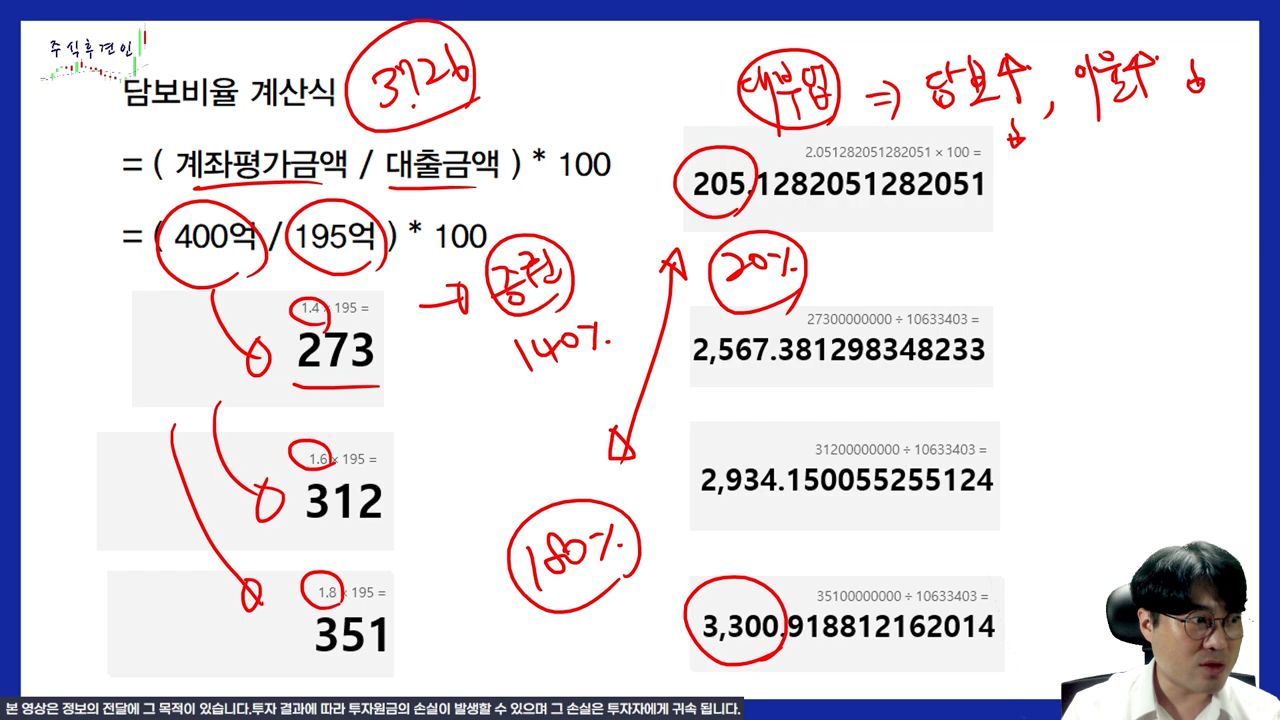 주식후견인
담보비율 계산식
3726
= ( 계좌평가금액 / 대출금액 ) * 100
= ( 400억 / 195억 ) * 100
1.4 × 195 =
273
증권
140%
1.6 × 195 =
312
1.8 × 195 =
351
180%
대부업 ⇒ 담보↑↓, 이율↑↓
2.051282051282051 × 100 =
205.1282051282051
20%
27300000000 ÷ 10633403 =
2,567.381298348233
31200000000 ÷ 10633403 =
2,934.150055255124
35100000000 ÷ 10633403 =
3,300.918812162014
본 영상은 정보의 전달에 그 목적이 있습니다.투자 결과에 따라 투자원금의 손실이 발생할 수 있으며 그 손실은 투자자에게 귀속 됩니다.